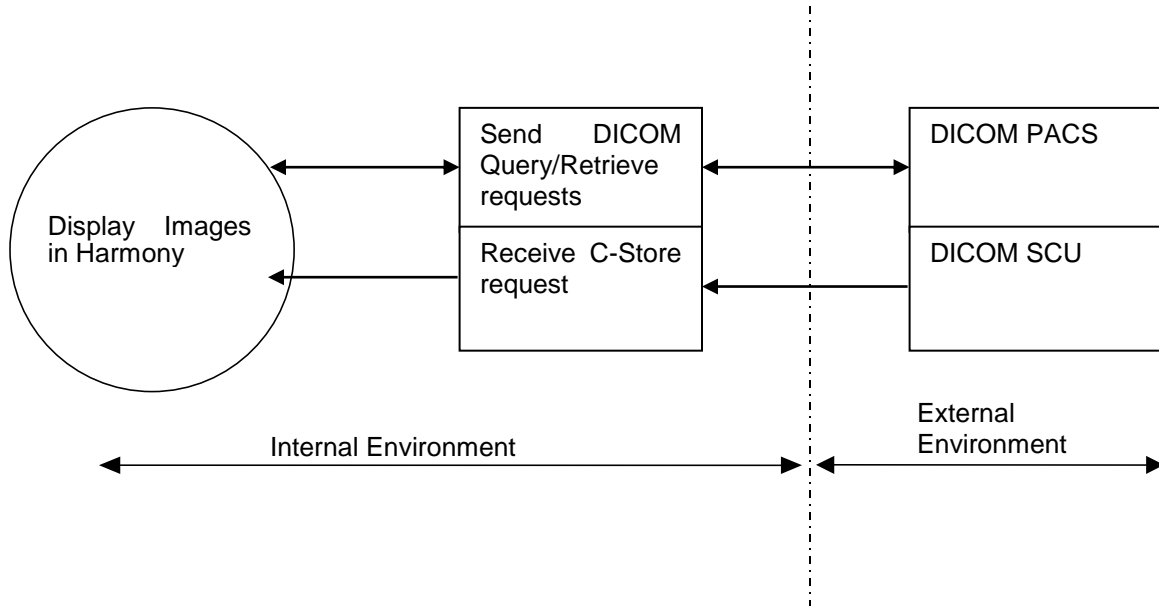 Display Images
in Harmony
Send DICOM
Query/Retrieve
requests
Receive C-Store
request
DICOM PACS
DICOM SCU
Internal Environment
External
Environment